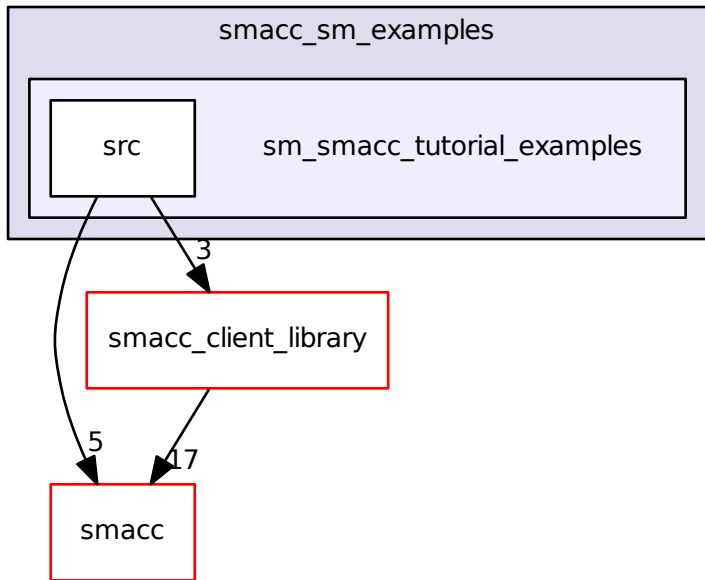 smacc_sm_examples
src
sm_smacc_tutorial_examples
3
smacc_client_library
5
17
smacc